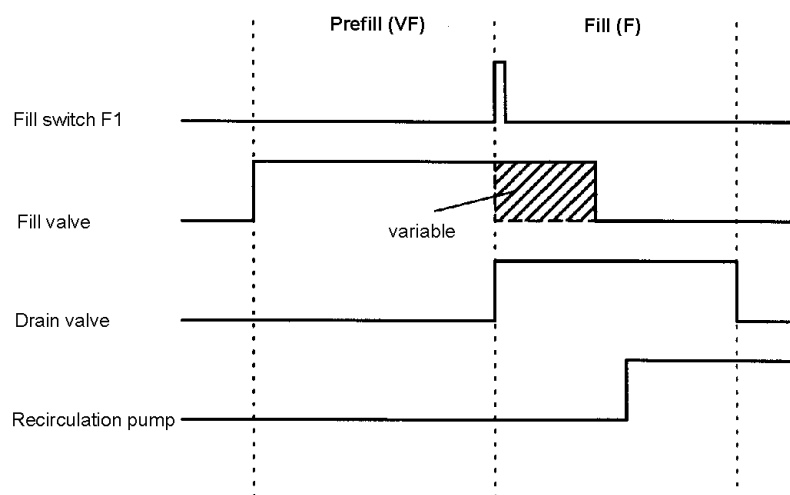 Prefill (VF)
Fill (F)
Fill switch F1
Fill valve
variable
Drain valve
Recirculation pump